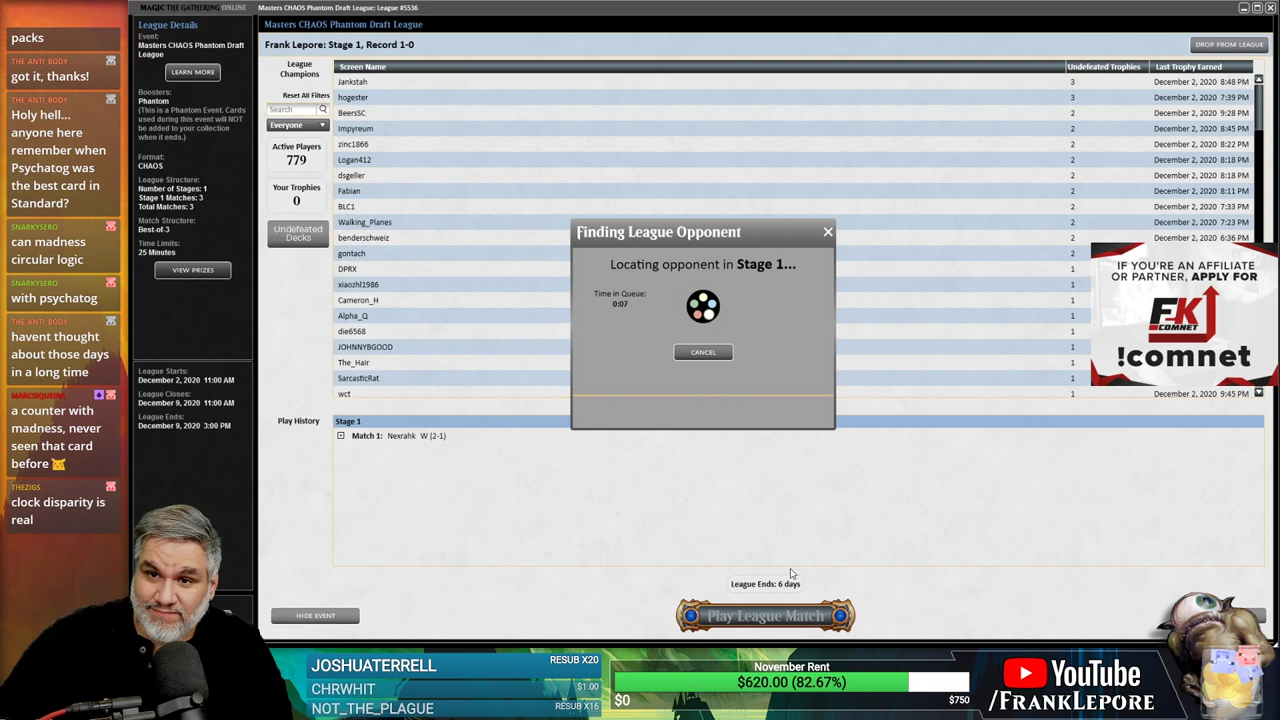 packs
THE ANTI BODY
got it, thanks!
THE ANTI BODY
Holy hell...
anyone here
remember when
Psychatog was
the best card in
Standard?
SNARKYSERO
can madness
circular logic
SNARKYSERO
with psychatog
THE ANTI BODY
havent thought
about those days
in a long time
MARCSIQUEIRA
a counter with
madness, never
seen that card
before
THEZIGS
clock disparity is
real
MAGIC THE GATHERING ONLINE
Masters CHAOS Phantom Draft League: League #5536
League Details
Event:
Masters CHAOS Phantom Draft
League
LEARN MORE
Boosters:
Phantom
(This is a Phantom Event. Cards
used during this event will NOT
be added to your collection
when it ends.)
Format:
CHAOS
League Structure:
Number of Stages: 1
Stage 1 Matches: 3
Total Matches: 3
Match Structure:
Best-of-3
Time Limits:
25 Minutes
VIEW PRIZES
League Starts:
December 2, 2020 11:00 AM
League Closes:
December 9, 2020 11:00 AM
League Ends:
December 9, 2020 3:00 PM
Masters CHAOS Phantom Draft League
Frank Lepore: Stage 1, Record 1-0
DROP FROM LEAGUE
League
Champions
Reset All Filters
Search
Everyone
Active Players
779
Your Trophies
0
Undefeated
Decks
Screen Name Undefeated Trophies Last Trophy Earned
Jankstah 3 December 2, 2020 8:48 PM
hogester 3 December 2, 2020 7:39 PM
BeersSC 2 December 2, 2020 9:28 PM
Impyreum 2 December 2, 2020 8:45 PM
zinc1866 2 December 2, 2020 8:22 PM
Logan412 2 December 2, 2020 8:18 PM
dsgeller 2 December 2, 2020 8:18 PM
Fabian 2 December 2, 2020 8:11 PM
BLC1 2 December 2, 2020 7:33 PM
Walking_Planes 2 December 2, 2020 7:23 PM
benderschweiz 2 December 2, 2020 6:36 PM
gontach 2
DPRX 1
xiaozhl1986 1
Cameron_H 1
Alpha_Q 1
die6568 1
JOHNNYBGOOD 1
The_Hair 1
SarcasticRat 1
wct 1 December 2, 2020 9:45 PM
Finding League Opponent
Locating opponent in Stage 1...
Time in Queue:
0:07
CANCEL
IF YOU'RE AN AFFILIATE
OR PARTNER, APPLY FOR
FK
COMNET
!comnet
Play History
Stage 1
Match 1: Nexrahk W (2-1)
League Ends: 6 days
HIDE EVENT
Play League Match
JOSHUATERRELL RESUB X20
CHRWHIT $1.00
NOT_THE_PLAGUE RESUB X16
November Rent
$620.00 (82.67%)
$0 $750
YouTube
/FRANKLEPORE